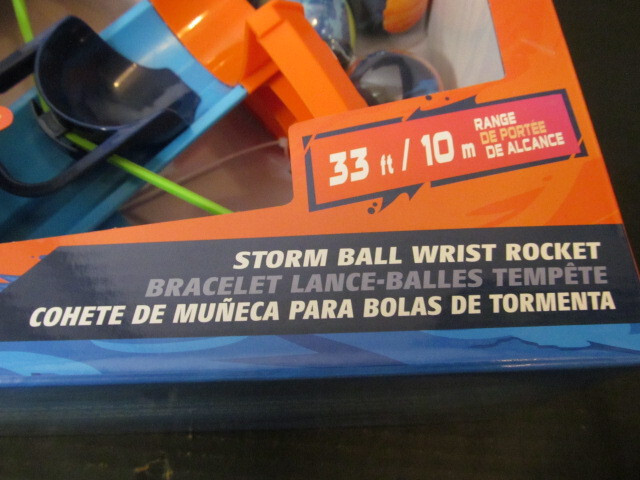 33 ft / 10 m
RANGE
DE PORTÉE
DE ALCANCE
STORM BALL WRIST ROCKET
BRACELET LANCE-BALLES TEMPÊTE
COHETE DE MUÑECA PARA BOLAS DE TORMENTA